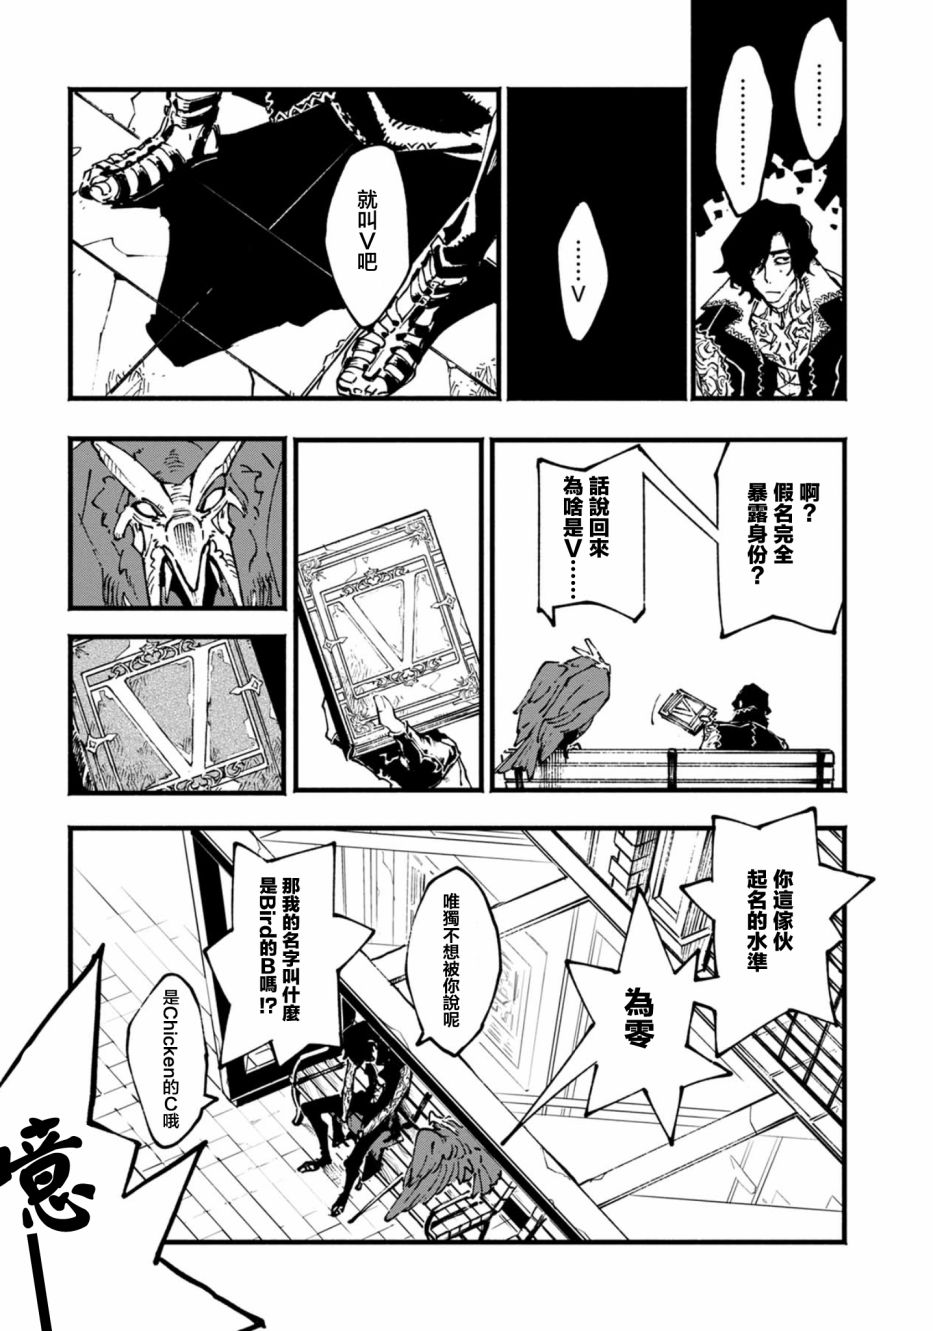 …………
…………
……V
就叫V吧
啊？
假名完全
暴露身份？
話說回來
為啥是V……
V
V
你這傢伙
起名的水準
為零
唯獨不想被你說呢
那我的名字叫什麼
是Bird的B嗎!?
是Chicken的C哦
噫—